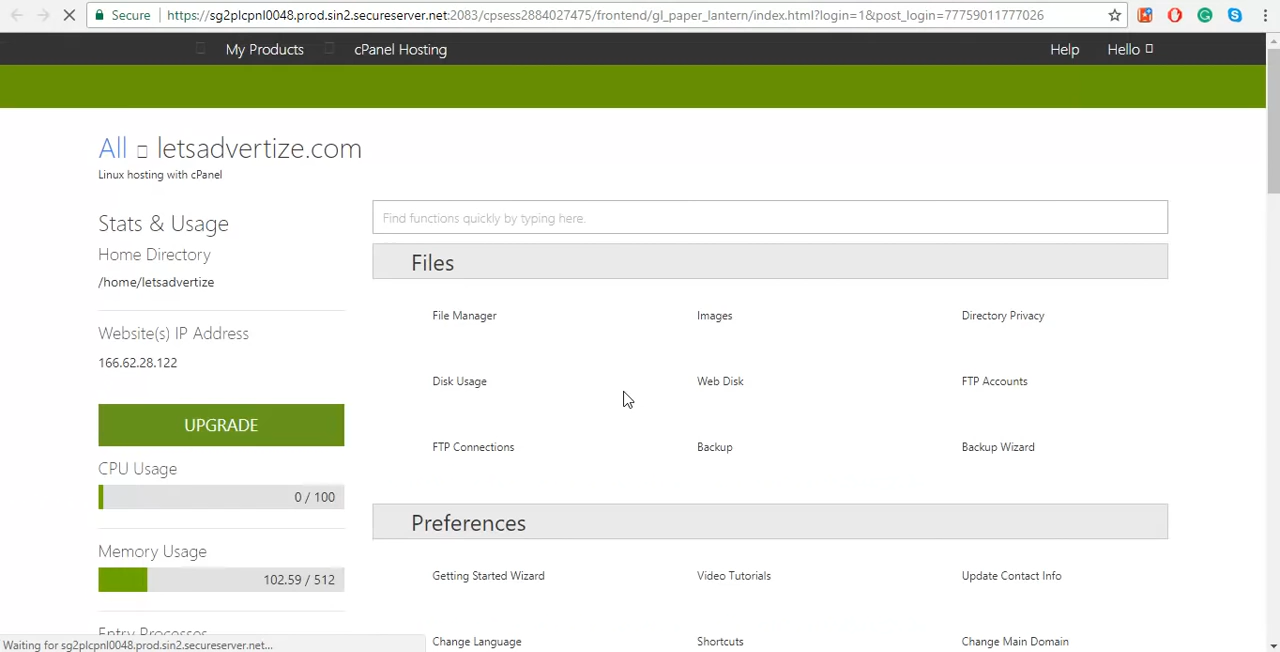 Secure https://sg2plcpnl0048.prod.sin2.secureserver.net:2083/cpsess2884027475/frontend/gl_paper_lantern/index.html?login=1&post_login=77759011777026
My Products cPanel Hosting Help Hello
All letsadvertize.com
Linux hosting with cPanel
Stats & Usage
Home Directory
/home/letsadvertize
Website(s) IP Address
166.62.28.122
UPGRADE
CPU Usage
0 / 100
Memory Usage
102.59 / 512
Entry Processes
Find functions quickly by typing here.
Files
File Manager Images Directory Privacy
Disk Usage Web Disk FTP Accounts
FTP Connections Backup Backup Wizard
Preferences
Getting Started Wizard Video Tutorials Update Contact Info
Change Language Shortcuts Change Main Domain
Waiting for sg2plcpnl0048.prod.sin2.secureserver.net...